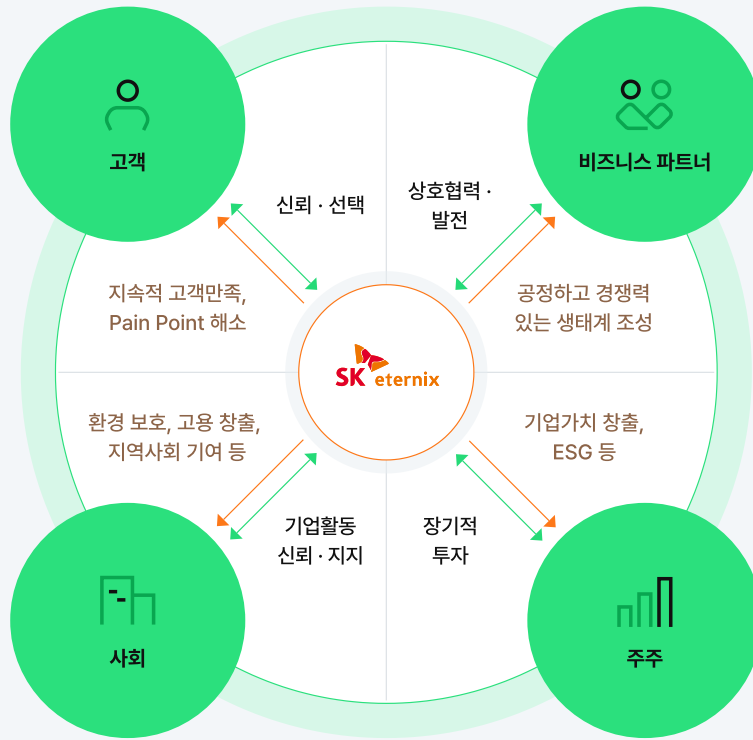 고객
비즈니스 파트너
신뢰 · 선택
상호협력 ·
발전
지속적 고객만족,
Pain Point 해소
공정하고 경쟁력
있는 생태계 조성
SK eternix
환경 보호, 고용 창출,
지역사회 기여 등
기업가치 창출,
ESG 등
기업활동
신뢰 · 지지
장기적
투자
사회
주주